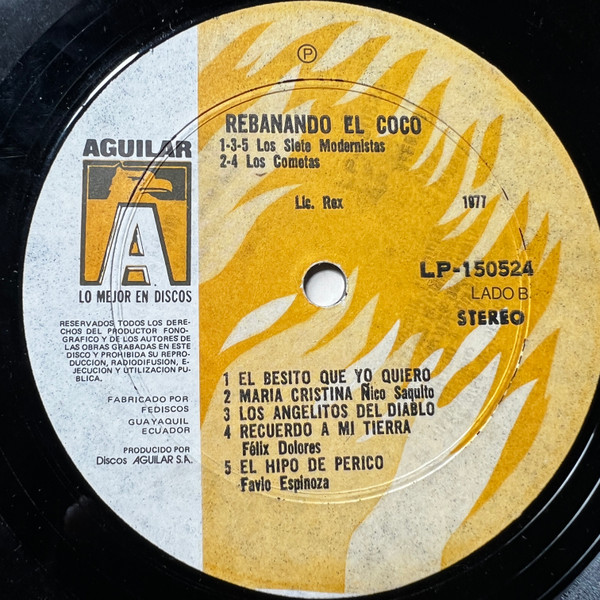 ℗
REBANANDO EL COCO
1-3-5 Los Siete Modernistas
2-4 Los Cometas
Lic. Rex 1977
AGUILAR
A
LO MEJOR EN DISCOS
RESERVADOS TODOS LOS DERE-
CHOS DEL PRODUCTOR FONO-
GRAFICO Y DE LOS AUTORES DE
LAS OBRAS GRABADAS EN ESTE
DISCO Y PROHIBIDA SU REPRO-
DUCCION, RADIODIFUSION, E-
JECUCION Y UTILIZACION PU-
BLICA.
FABRICADO POR
FEDISCOS
GUAYAQUIL
ECUADOR
PRODUCIDO POR
Discos AGUILAR S.A.
LP-150524
LADO B.
STEREO
1 EL BESITO QUE YO QUIERO
2 MARIA CRISTINA Ñico Saquito
3 LOS ANGELITOS DEL DIABLO
4 RECUERDO A MI TIERRA
Félix Dolores
5 EL HIPO DE PERICO
Favio Espinoza